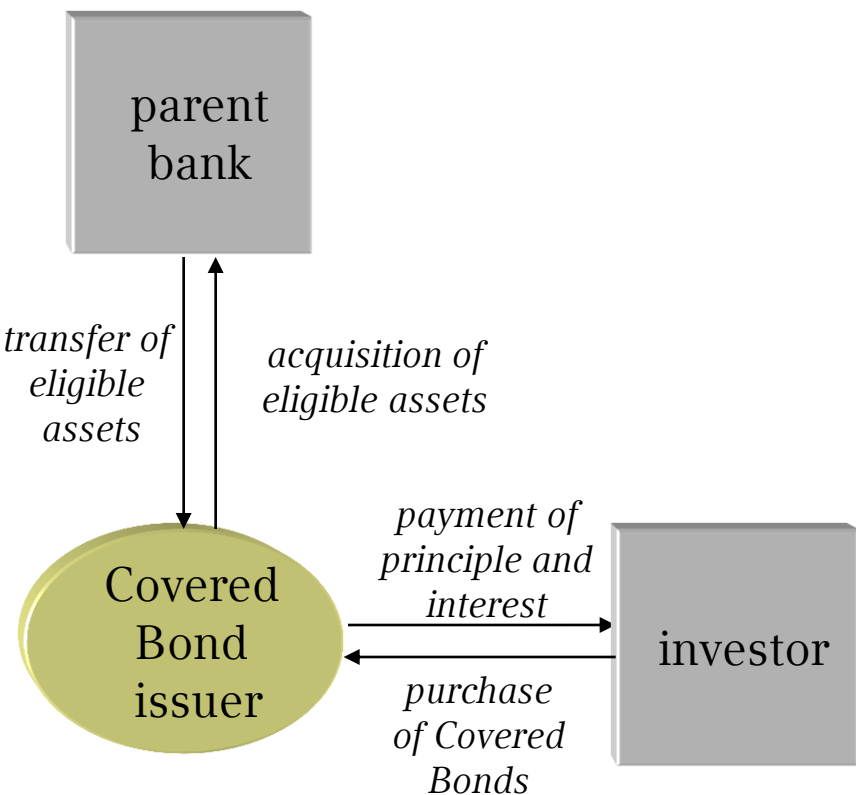 parent
bank
transfer of
eligible
assets
acquisition of
eligible assets
payment of
principle and
interest
Covered
Bond
issuer
investor
purchase
of Covered
Bonds